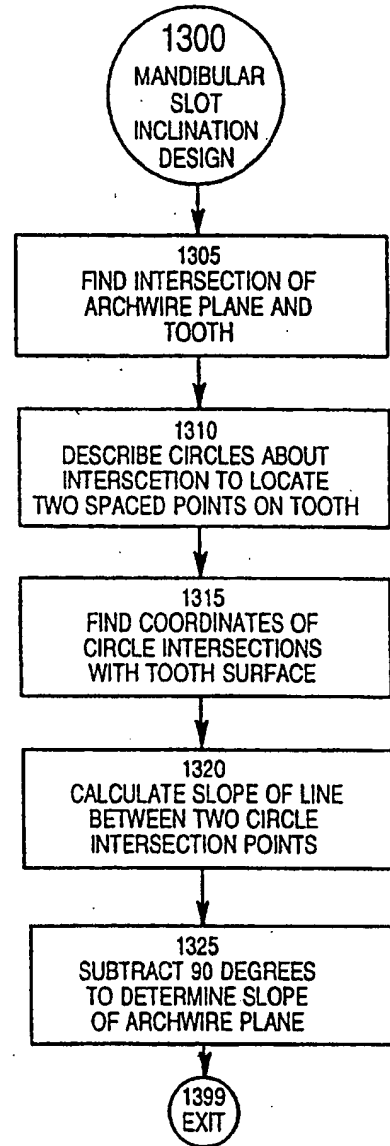 1300
MANDIBULAR
SLOT
INCLINATION
DESIGN
1305
FIND INTERSECTION OF
ARCHWIRE PLANE AND
TOOTH
1310
DESCRIBE CIRCLES ABOUT
INTERSCETION TO LOCATE
TWO SPACED POINTS ON TOOTH
1315
FIND COORDINATES OF
CIRCLE INTERSECTIONS
WITH TOOTH SURFACE
1320
CALCULATE SLOPE OF LINE
BETWEEN TWO CIRCLE
INTERSECTION POINTS
1325
SUBTRACT 90 DEGREES
TO DETERMINE SLOPE
OF ARCHWIRE PLANE
1399
EXIT